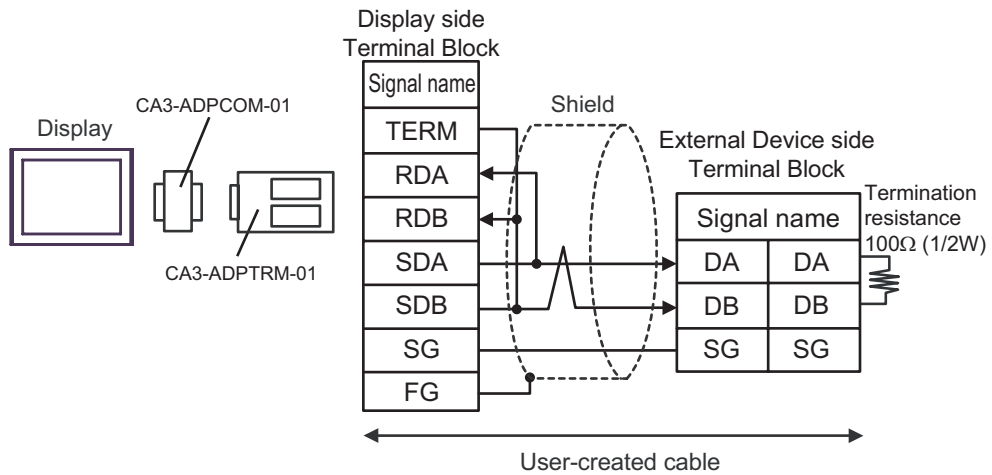 Display side
Terminal Block
Signal name
TERM
RDA
RDB
SDA
SDB
SG
FG
CA3-ADPCOM-01
Display
CA3-ADPTRM-01
Shield
External Device side
Terminal Block
Signal name
DA DA
DB DB
SG SG
Termination
resistance
100Ω (1/2W)
User-created cable